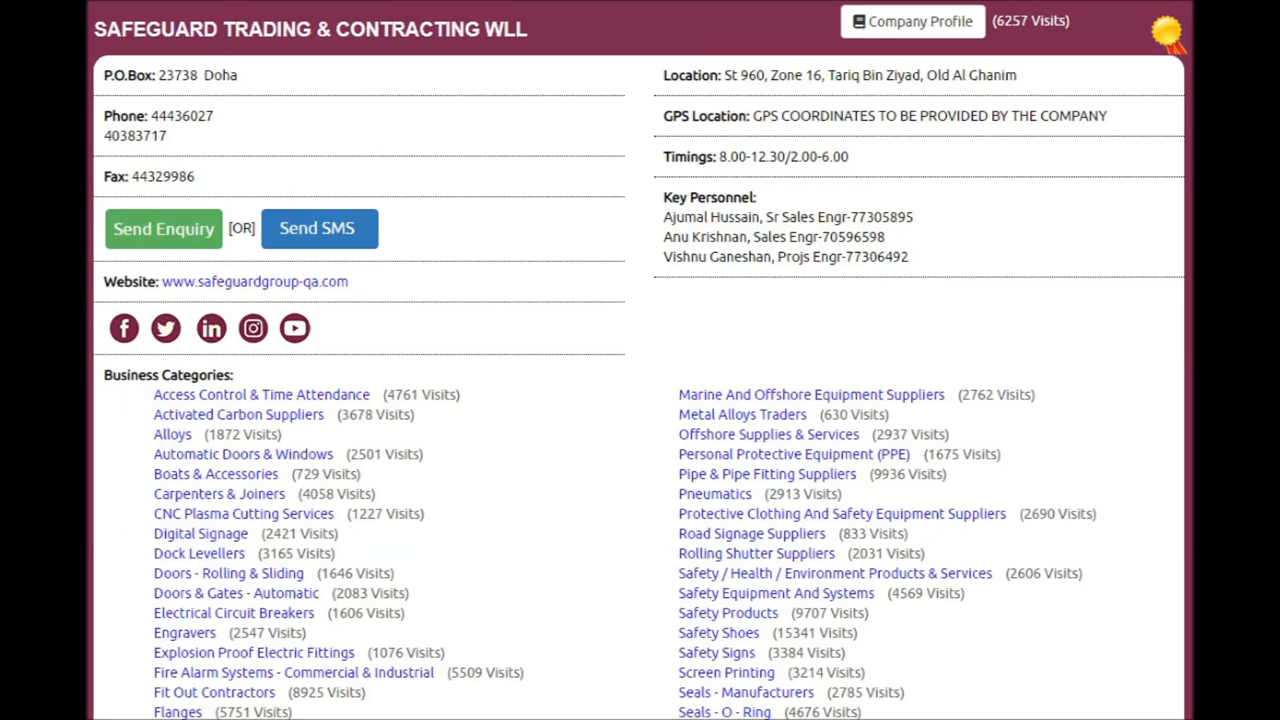 SAFEGUARD TRADING & CONTRACTING WLL
Company Profile (6257 Visits)
P.O.Box: 23738 Doha
Phone: 44436027
40383717
Fax: 44329986
Send Enquiry [OR] Send SMS
Website: www.safeguardgroup-qa.com
Location: St 960, Zone 16, Tariq Bin Ziyad, Old Al Ghanim
GPS Location: GPS COORDINATES TO BE PROVIDED BY THE COMPANY
Timings: 8.00-12.30/2.00-6.00
Key Personnel:
Ajumal Hussain, Sr Sales Engr-77305895
Anu Krishnan, Sales Engr-70596598
Vishnu Ganeshan, Projs Engr-77306492
Business Categories:
Access Control & Time Attendance (4761 Visits)
Activated Carbon Suppliers (3678 Visits)
Alloys (1872 Visits)
Automatic Doors & Windows (2501 Visits)
Boats & Accessories (729 Visits)
Carpenters & Joiners (4058 Visits)
CNC Plasma Cutting Services (1227 Visits)
Digital Signage (2421 Visits)
Dock Levellers (3165 Visits)
Doors - Rolling & Sliding (1646 Visits)
Doors & Gates - Automatic (2083 Visits)
Electrical Circuit Breakers (1606 Visits)
Engravers (2547 Visits)
Explosion Proof Electric Fittings (1076 Visits)
Fire Alarm Systems - Commercial & Industrial (5509 Visits)
Fit Out Contractors (8925 Visits)
Flanges (5751 Visits)
Marine And Offshore Equipment Suppliers (2762 Visits)
Metal Alloys Traders (630 Visits)
Offshore Supplies & Services (2937 Visits)
Personal Protective Equipment (PPE) (1675 Visits)
Pipe & Pipe Fitting Suppliers (9936 Visits)
Pneumatics (2913 Visits)
Protective Clothing And Safety Equipment Suppliers (2690 Visits)
Road Signage Suppliers (833 Visits)
Rolling Shutter Suppliers (2031 Visits)
Safety / Health / Environment Products & Services (2606 Visits)
Safety Equipment And Systems (4569 Visits)
Safety Products (9707 Visits)
Safety Shoes (15341 Visits)
Safety Signs (3384 Visits)
Screen Printing (3214 Visits)
Seals - Manufacturers (2785 Visits)
Seals - O - Ring (4676 Visits)